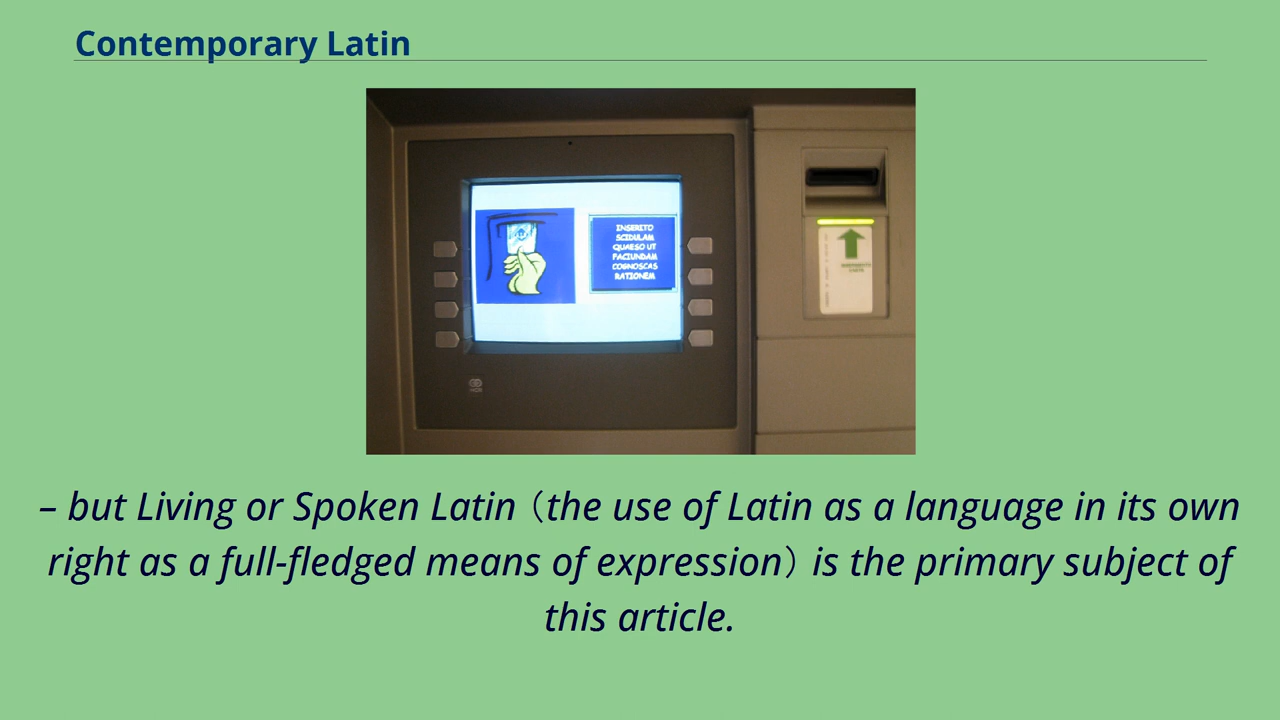 Contemporary Latin
INSERITO
SCIDULAM
QUAESO UT
FACIUNDAM
COGNOSCAS
RATIONEM
– but Living or Spoken Latin (the use of Latin as a language in its own
right as a full-fledged means of expression) is the primary subject of
this article.